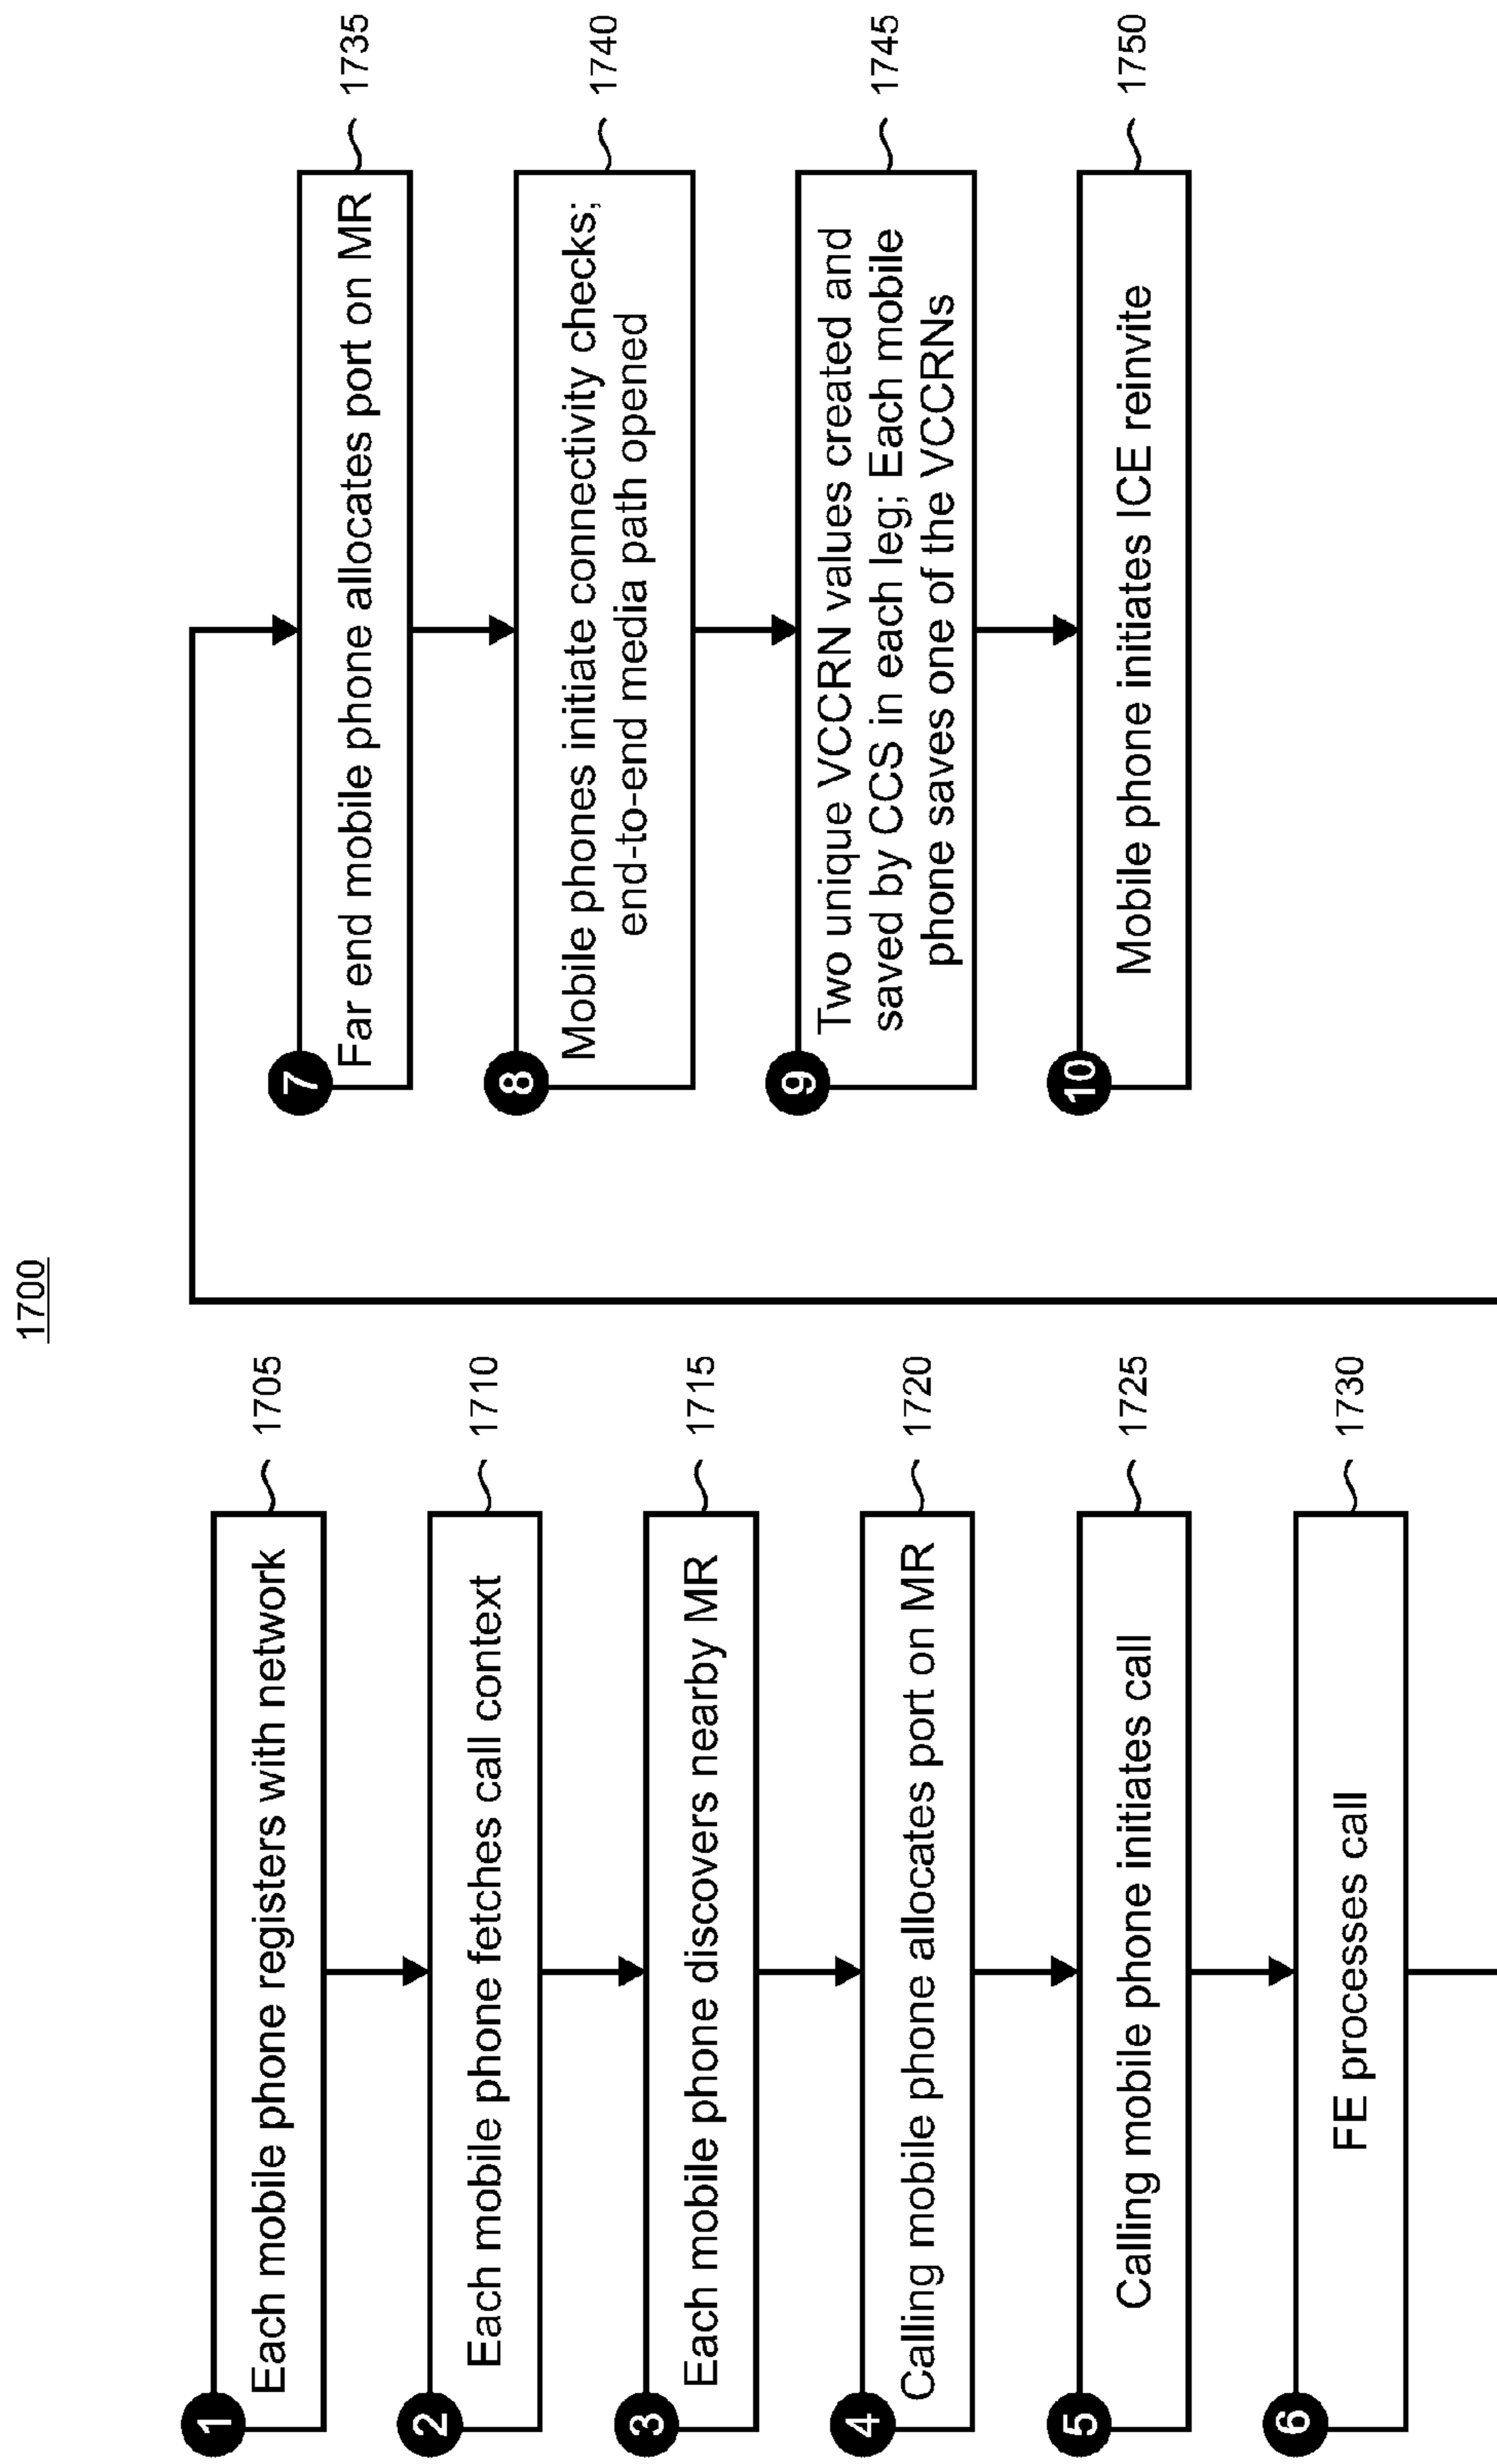 1700
1
Each mobile phone registers with network
1705
2
Each mobile phone fetches call context
1710
3
Each mobile phone discovers nearby MR
1715
4
Calling mobile phone allocates port on MR
1720
5
Calling mobile phone initiates call
1725
6
FE processes call
1730
7
Far end mobile phone allocates port on MR
1735
8
Mobile phones initiate connectivity checks;
end-to-end media path opened
1740
9
Two unique VCCRN values created and
saved by CCS in each leg; Each mobile
phone saves one of the VCCRNs
1745
10
Mobile phone initiates ICE reinvite
1750